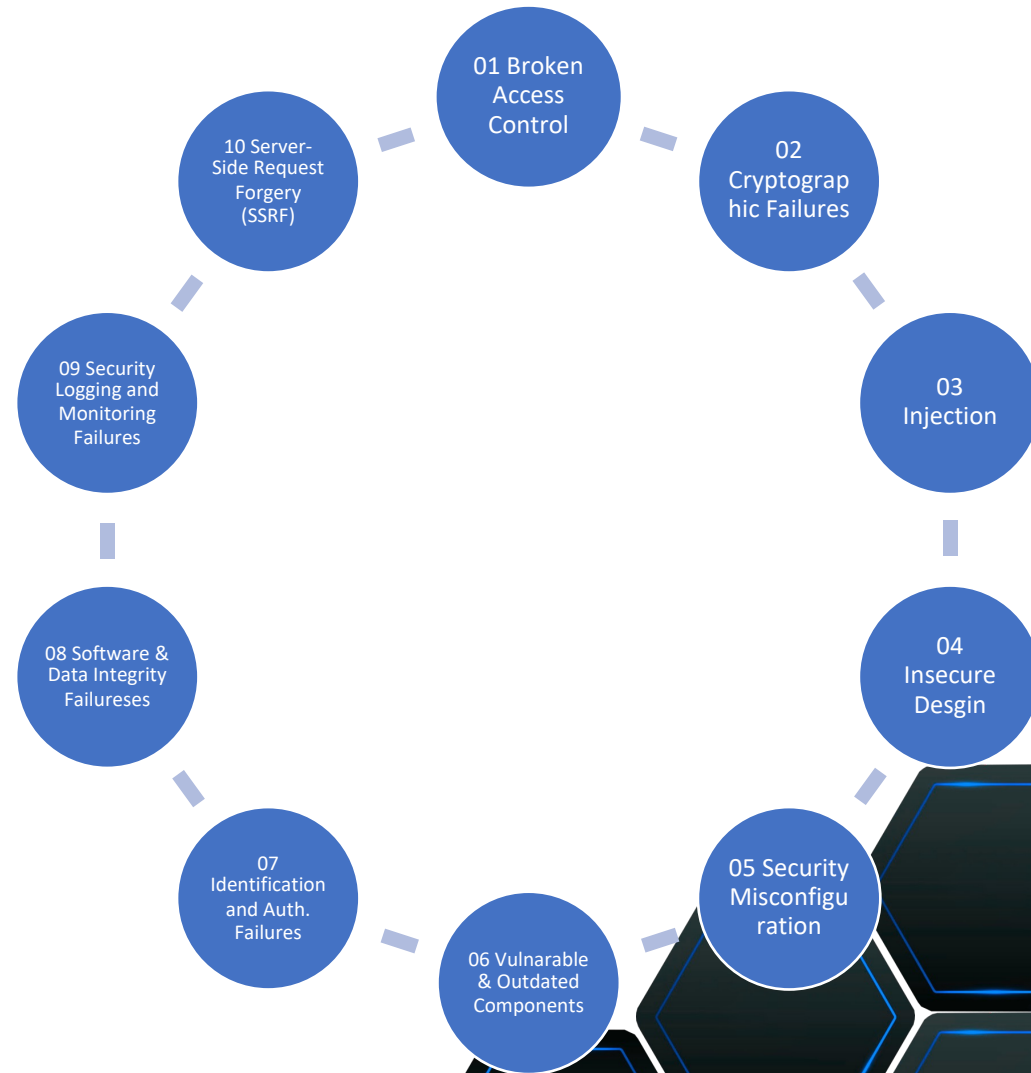 01 Broken
Access
Control
02
Cryptograp
hic Failures
03
Injection
04
Insecure
Desgin
05 Security
Misconfigu
ration
06 Vulnarable
& Outdated
Components
07
Identification
and Auth.
Failures
08 Software &
Data Integrity
Failureses
09 Security
Logging and
Monitoring
Failures
10 Server-
Side Request
Forgery
(SSRF)